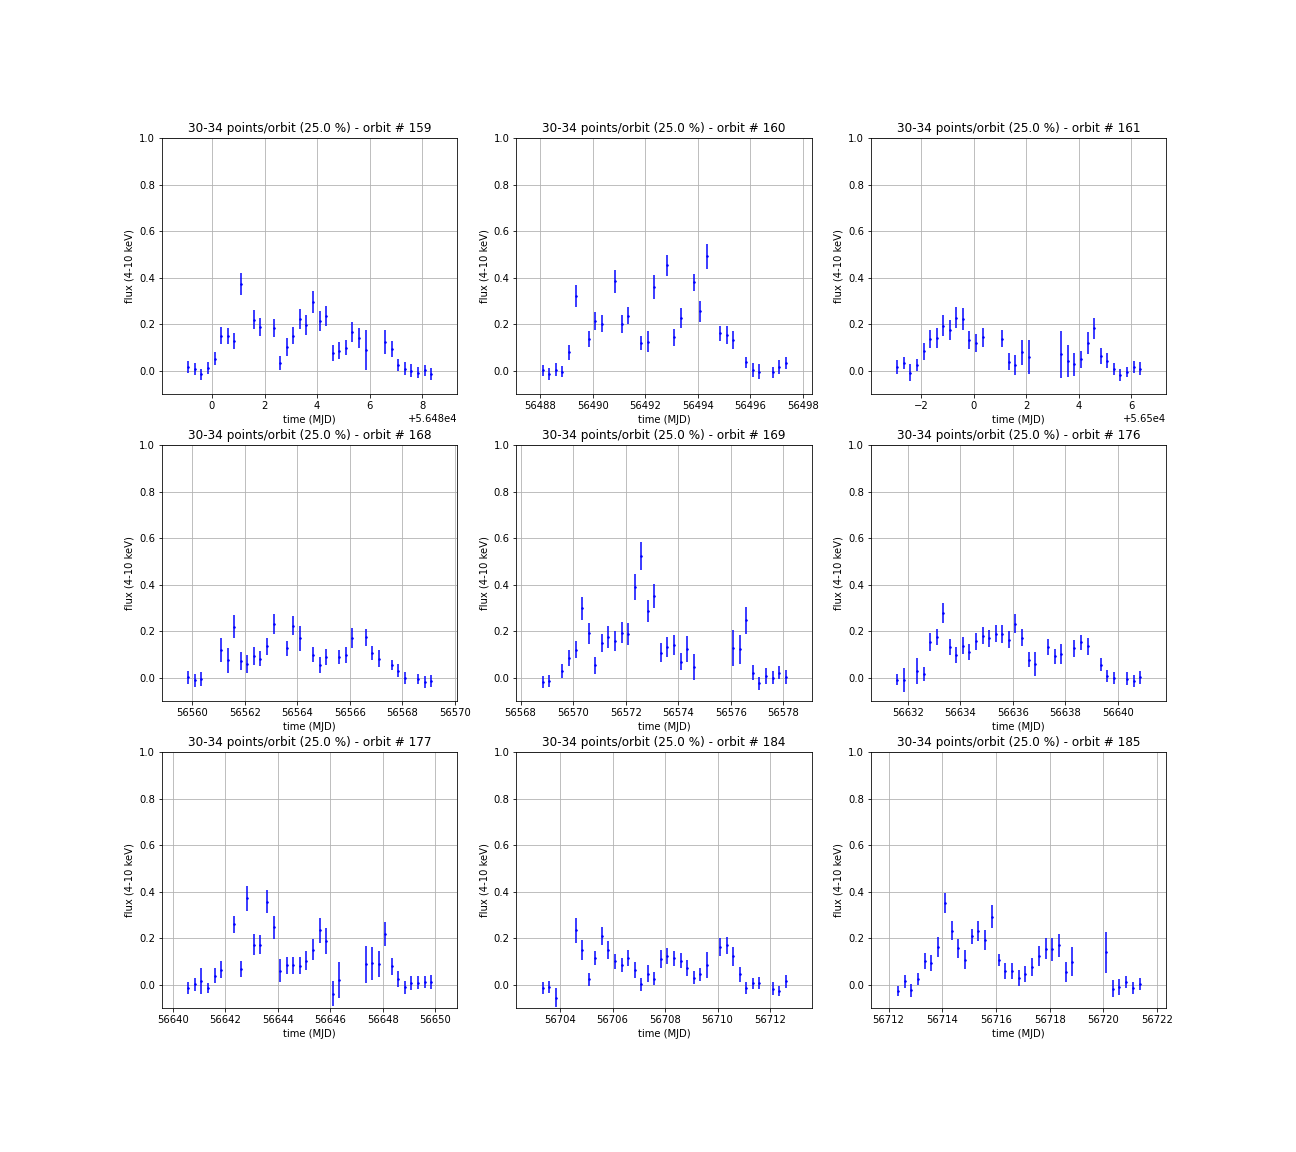 30-34 points/orbit (25.0 %) - orbit # 159
30-34 points/orbit (25.0 %) - orbit # 160
30-34 points/orbit (25.0 %) - orbit # 161
1.0 0.8 0.6 0.4 0.2 0.0
flux (4-10 keV)
0 2 4 6 8
+5.648e4
time (MJD)
1.0 0.8 0.6 0.4 0.2 0.0
flux (4-10 keV)
56488 56490 56492 56494 56496 56498
time (MJD)
1.0 0.8 0.6 0.4 0.2 0.0
flux (4-10 keV)
−2 0 2 4 6
+5.65e4
time (MJD)
30-34 points/orbit (25.0 %) - orbit # 168
30-34 points/orbit (25.0 %) - orbit # 169
30-34 points/orbit (25.0 %) - orbit # 176
1.0 0.8 0.6 0.4 0.2 0.0
flux (4-10 keV)
56560 56562 56564 56566 56568 56570
time (MJD)
1.0 0.8 0.6 0.4 0.2 0.0
flux (4-10 keV)
56568 56570 56572 56574 56576 56578
time (MJD)
1.0 0.8 0.6 0.4 0.2 0.0
flux (4-10 keV)
56632 56634 56636 56638 56640
time (MJD)
30-34 points/orbit (25.0 %) - orbit # 177
30-34 points/orbit (25.0 %) - orbit # 184
30-34 points/orbit (25.0 %) - orbit # 185
1.0 0.8 0.6 0.4 0.2 0.0
flux (4-10 keV)
56640 56642 56644 56646 56648 56650
time (MJD)
1.0 0.8 0.6 0.4 0.2 0.0
flux (4-10 keV)
56704 56706 56708 56710 56712
time (MJD)
1.0 0.8 0.6 0.4 0.2 0.0
flux (4-10 keV)
56712 56714 56716 56718 56720 56722
time (MJD)